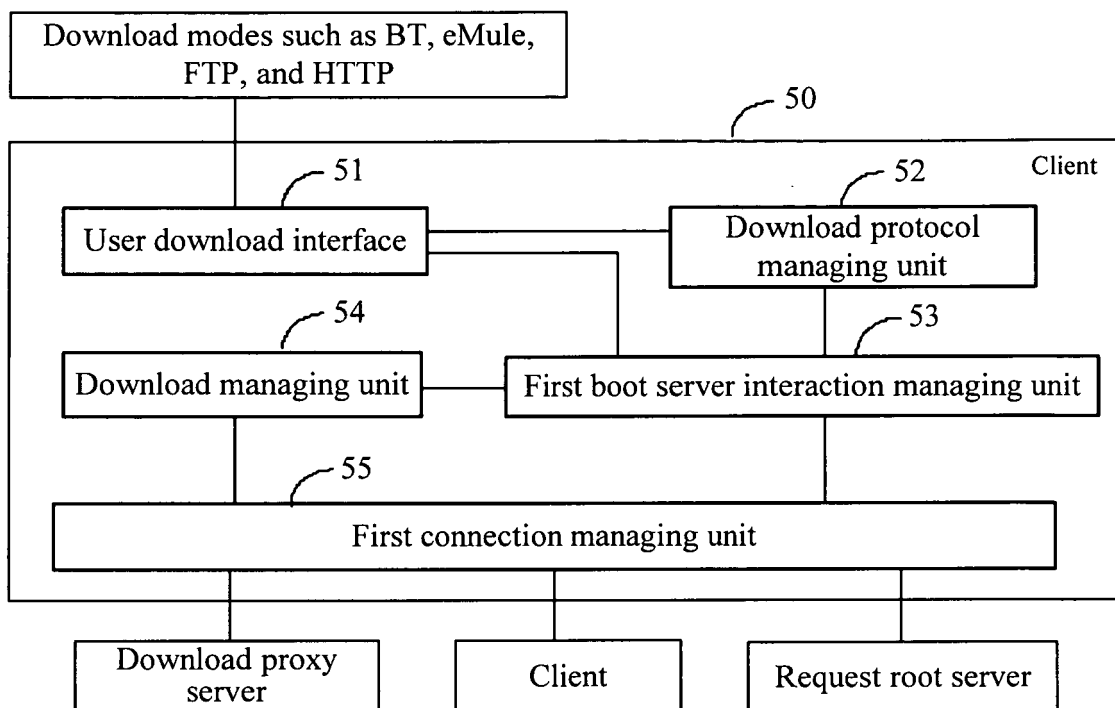 Download modes such as BT, eMule,
FTP, and HTTP
50
Client
51
52
User download interface
Download protocol
managing unit
54
53
Download managing unit
First boot server interaction managing unit
55
First connection managing unit
Download proxy
server
Client
Request root server